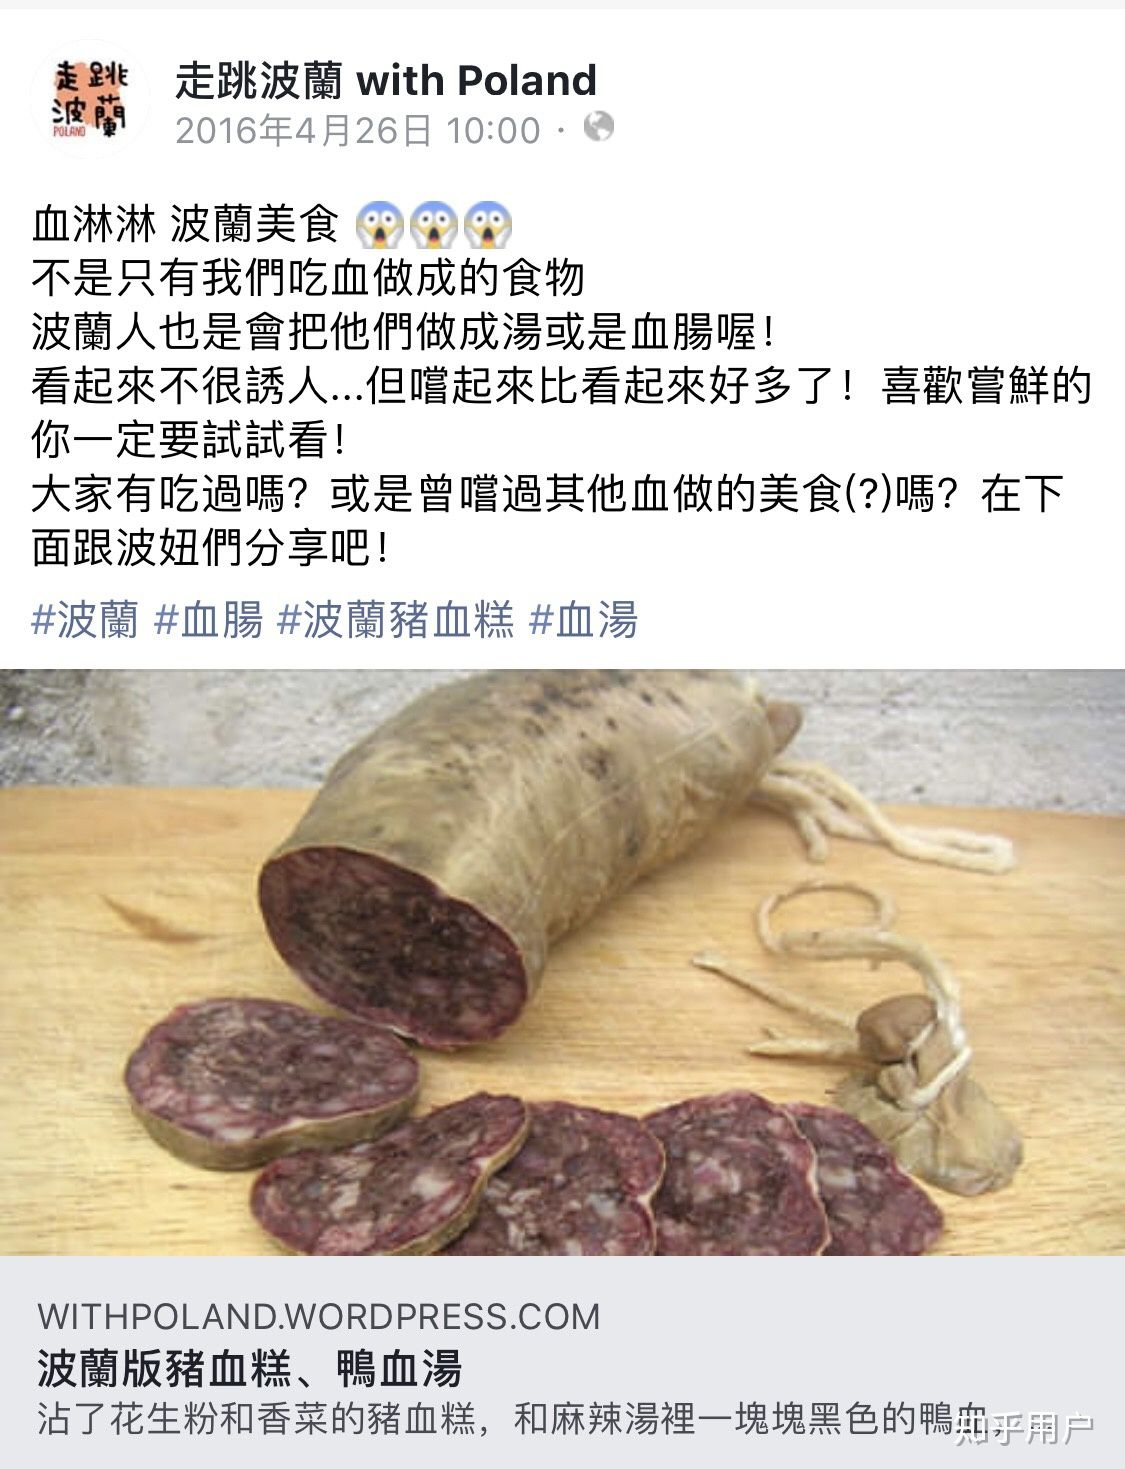 走跳
波蘭
POLAND
走跳波蘭 with Poland
2016年4月26日 10:00 ·
血淋淋 波蘭美食 😱😱😱
不是只有我們吃血做成的食物
波蘭人也是會把他們做成湯或是血腸喔！
看起來不很誘人...但嚐起來比看起來好多了！喜歡嘗鮮的
你一定要試試看！
大家有吃過嗎？或是曾嚐過其他血做的美食(?)嗎？在下
面跟波妞們分享吧！
#波蘭 #血腸 #波蘭豬血糕 #血湯
WITHPOLAND.WORDPRESS.COM
波蘭版豬血糕、鴨血湯
沾了花生粉和香菜的豬血糕，和麻辣湯裡一塊塊黑色的鴨血，
知乎用户